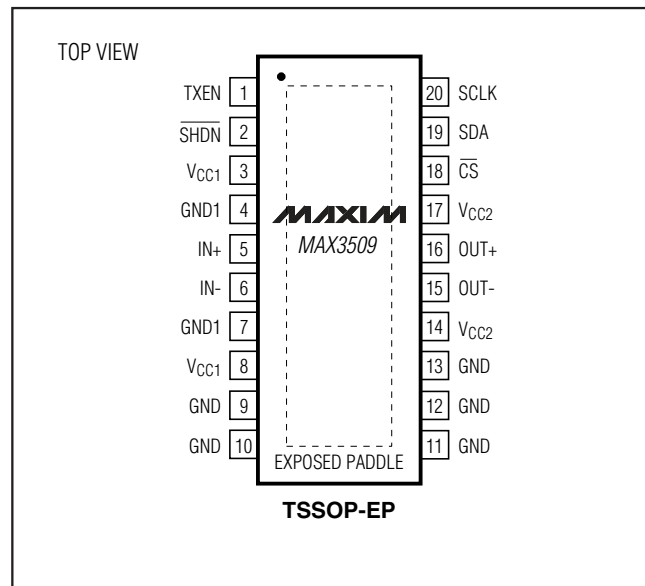 TOP VIEW
TXEN 1
SHDN 2
VCC1 3
GND1 4
IN+ 5
IN- 6
GND1 7
VCC1 8
GND 9
GND 10
20 SCLK
19 SDA
18 CS
17 VCC2
16 OUT+
15 OUT-
14 VCC2
13 GND
12 GND
11 GND
MAXIM
MAX3509
EXPOSED PADDLE
TSSOP-EP